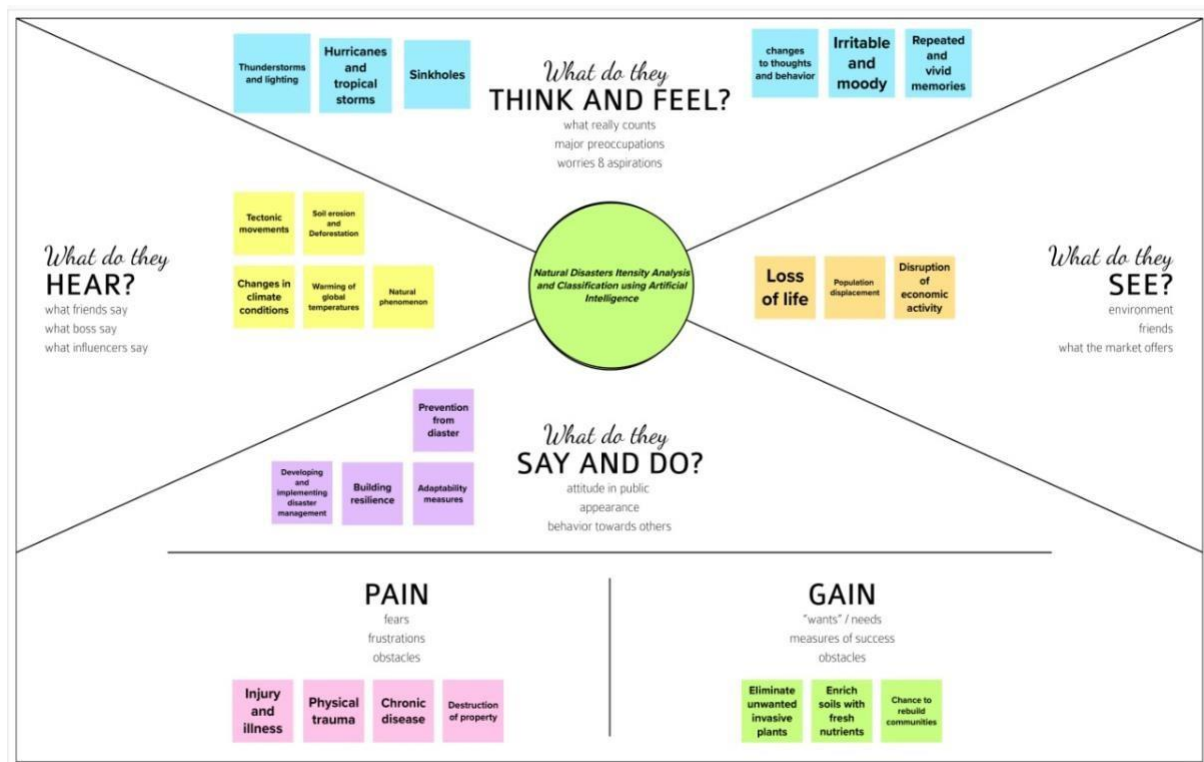 Thunderstorms
and lighting
Hurricanes
and
tropical
storms
Sinkholes
What do they
THINK AND FEEL?
what really counts
major preoccupations
worries & aspirations
changes
to thoughts
and behavior
Irritable
and
moody
Repeated
and
vivid
memories
What do they
HEAR?
what friends say
what boss say
what influencers say
Tectonic
movements
Soil erosion
and
Deforestation
Changes in
climate
conditions
Warming of
global
temperatures
Natural
phenomenon
Natural Disasters Itensity Analysis
and Classification using Artificial
Intelligence
Loss
of life
Population
displacement
Disruption
of
economic
activity
What do they
SEE?
environment
friends
what the market offers
Prevention
from
diaster
Developing
and
implementing
disaster
management
Building
resilience
Adaptability
measures
What do they
SAY AND DO?
attitude in public
appearance
behavior towards others
PAIN
fears
frustrations
obstacles
Injury
and
illness
Physical
trauma
Chronic
disease
Destruction
of property
GAIN
"wants" / needs
measures of success
obstacles
Eliminate
unwanted
invasive
plants
Enrich
soils with
fresh
nutrients
Chance to
rebuild
communities